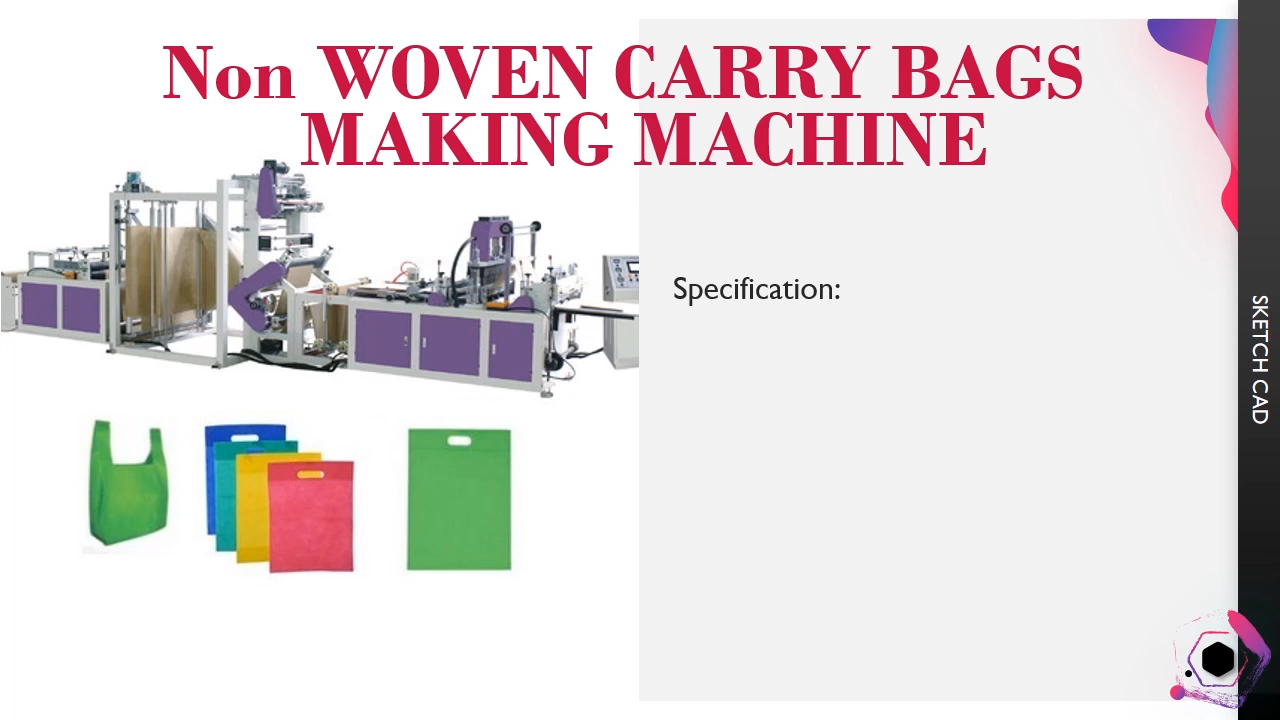 Non WOVEN CARRY BAGS
MAKING MACHINE
Specification:
SKETCH CAD